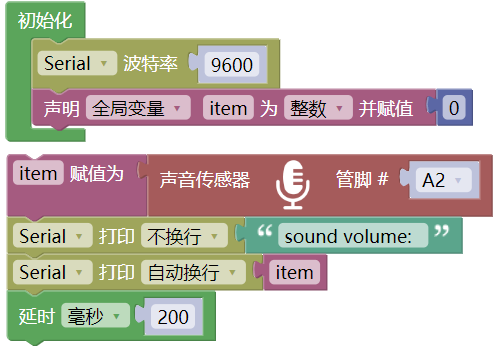 初始化
Serial 波特率 9600
声明 全局变量 item 为 整数 并赋值 0
item 赋值为 声音传感器 管脚 # A2
Serial 打印 不换行 “ sound volume: ”
Serial 打印 自动换行 item
延时 毫秒 200